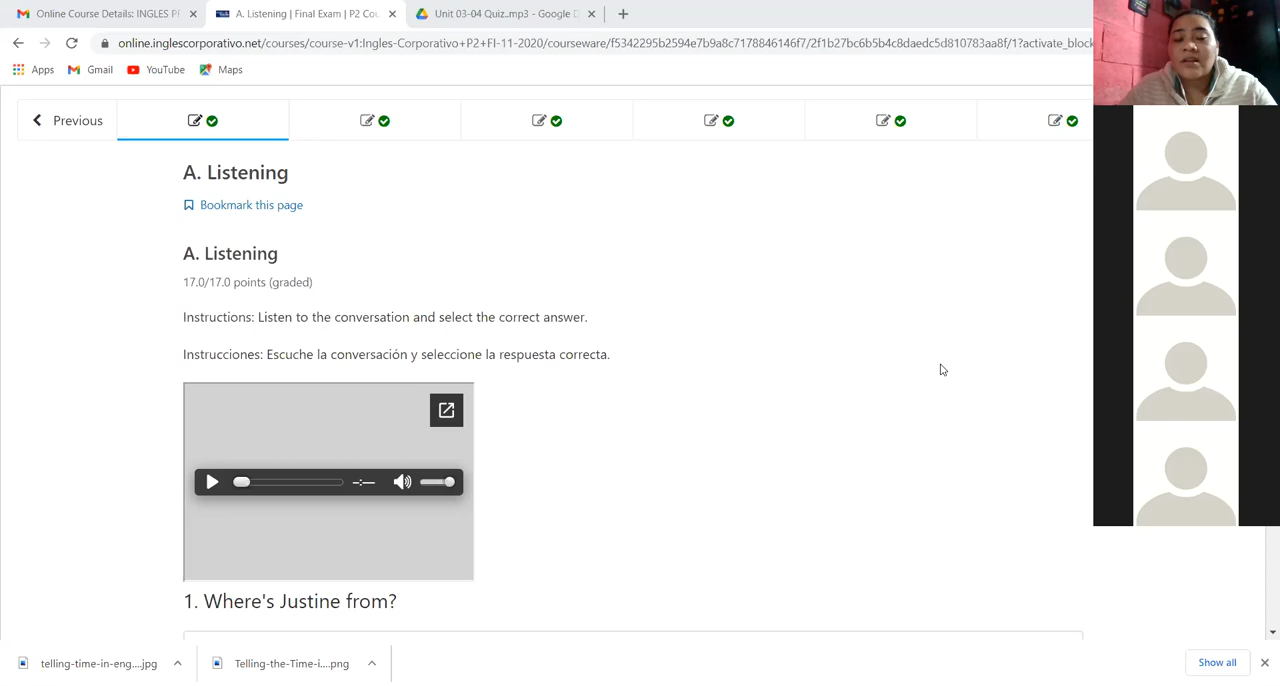 Online Course Details: INGLES P
A. Listening | Final Exam | P2 Cou
Unit 03-04 Quiz..mp3 - Google D
online.inglescorporativo.net/courses/course-v1:Ingles-Corporativo+P2+FI-11-2020/courseware/f5342295b2594e7b9a8c7178846146f7/2f1b27bc6b5b4c8daedc5d810783aa8f/1?activate_block
Apps
Gmail
YouTube
Maps
Previous
A. Listening
Bookmark this page
A. Listening
17.0/17.0 points (graded)
Instructions: Listen to the conversation and select the correct answer.
Instrucciones: Escuche la conversación y seleccione la respuesta correcta.
-:--
1. Where's Justine from?
telling-time-in-eng....jpg
Telling-the-Time-i....png
Show all